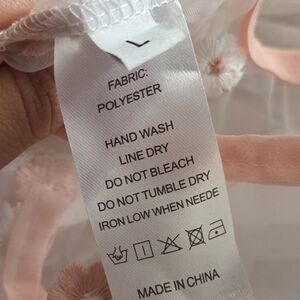 L
FABRIC:
POLYESTER
HAND WASH
LINE DRY
DO NOT BLEACH
DO NOT TUMBLE DRY
IRON LOW WHEN NEEDE
MADE IN CHINA